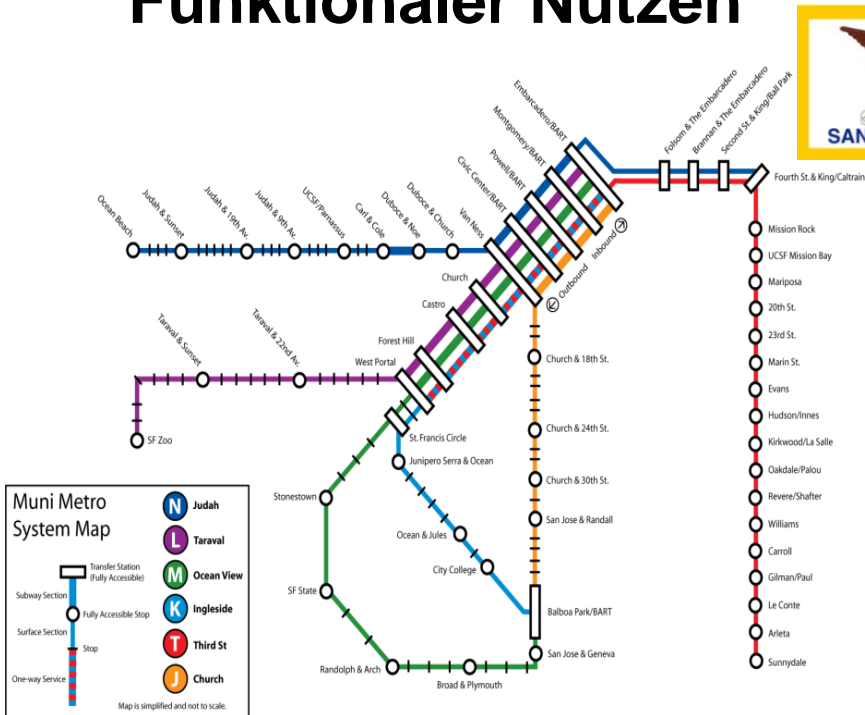 Funktionaler Nutzen
SAN
Embarcadero/BART
Montgomery/BART
Powell/BART
Civic Center/BART
Van Ness
Duboce & Church
Duboce & Noe
Carl & Cole
UCSF/Parnassus
Judah & 9th Av.
Judah & 19th Av.
Judah & Sunset
Ocean Beach
Folsom & The Embarcadero
Brannan & The Embarcadero
Second St. & King/Ball Park
Fourth St. & King/Caltrain
Inbound
Outbound
Church
Castro
Forest Hill
West Portal
Taraval & Sunset
Taraval & 22nd Av.
SF Zoo
St. Francis Circle
Junipero Serra & Ocean
Ocean & Jules
City College
Stonestown
SF State
Randolph & Arch
Broad & Plymouth
San Jose & Geneva
Balboa Park/BART
San Jose & Randall
Church & 30th St.
Church & 24th St.
Church & 18th St.
Mission Rock
UCSF Mission Bay
Mariposa
20th St.
23rd St.
Marin St.
Evans
Hudson/Innes
Kirkwood/La Salle
Oakdale/Palou
Revere/Shafter
Williams
Carroll
Gilman/Paul
Le Conte
Arleta
Sunnydale
Muni Metro
System Map
Transfer Station
(Fully Accessible)
Subway Section
Fully Accessible Stop
Surface Section
Stop
One-way Service
N Judah
L Taraval
M Ocean View
K Ingleside
T Third St
J Church
Map is simplified and not to scale.